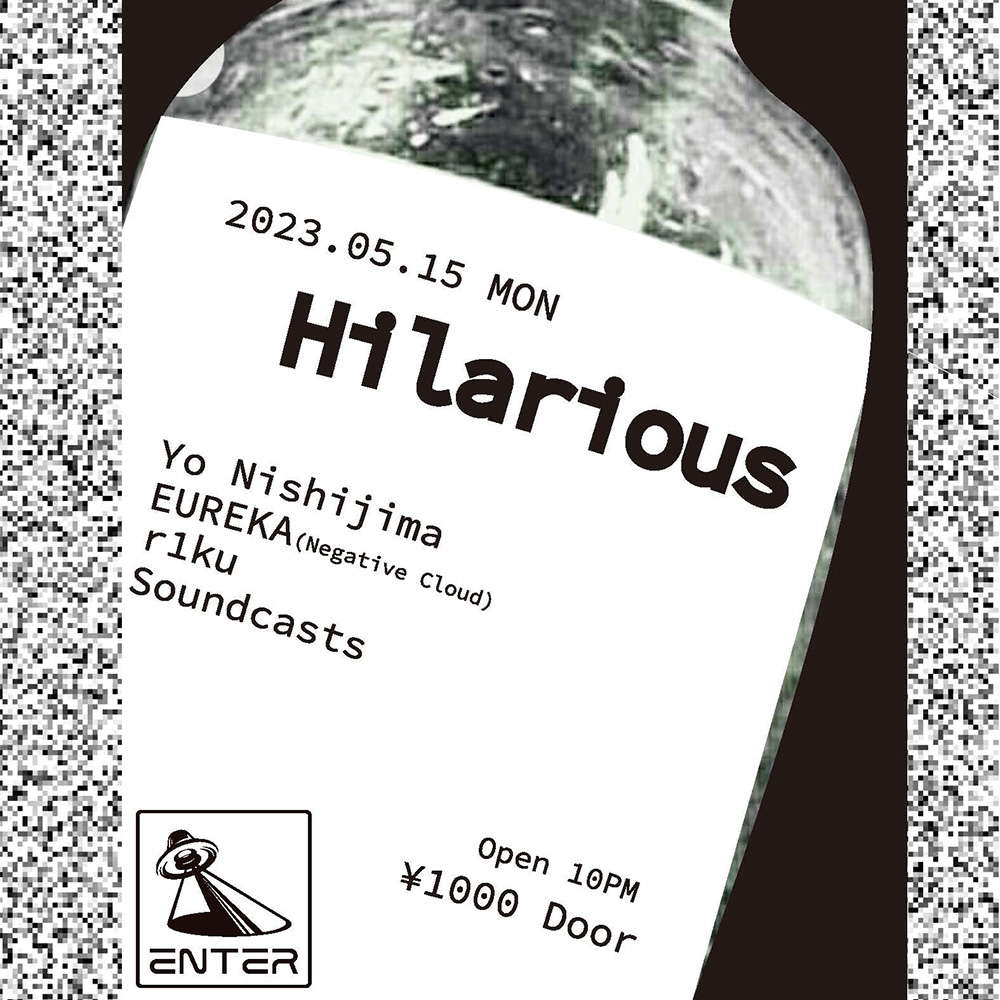 2023.05.15 MON
Hilarious
Yo Nishijima
EUREKA(Negative Cloud)
r1ku
Soundcasts
Open 10PM
¥1000 Door
ENTER